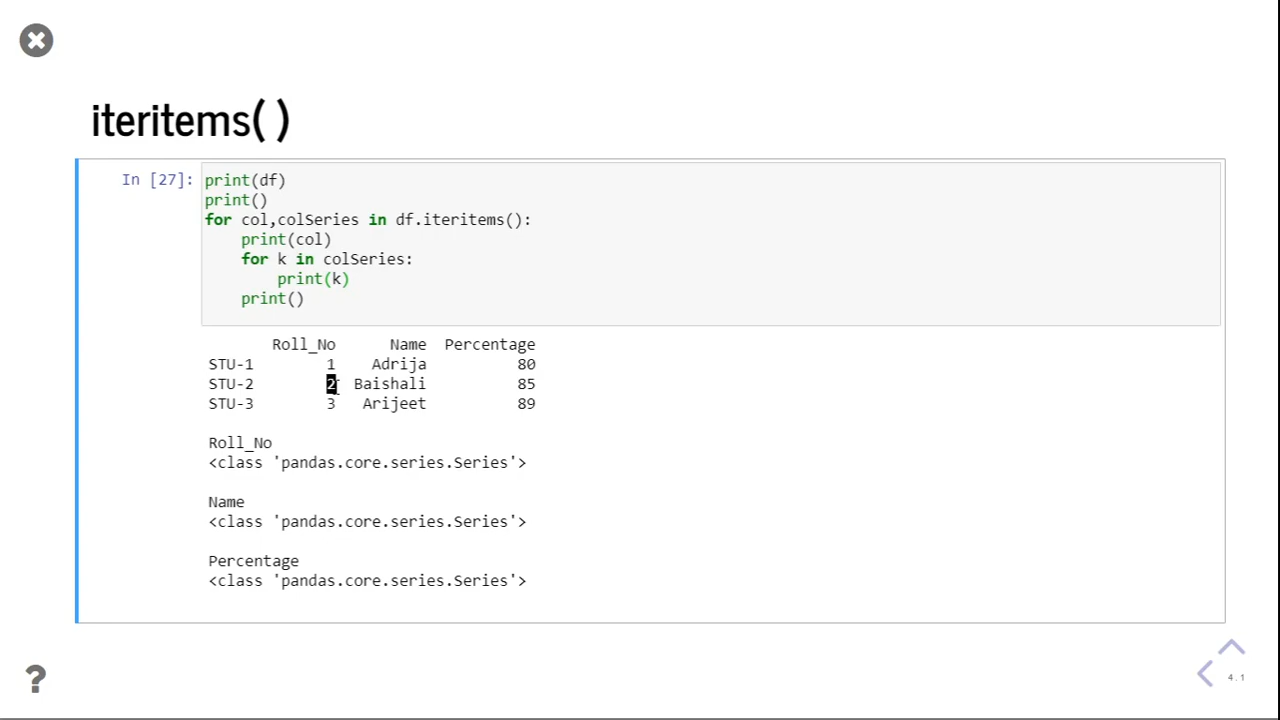 iteritems( )
In [27]: print(df)
print()
for col,colSeries in df.iteritems():
    print(col)
    for k in colSeries:
        print(k)
    print()
Roll_No Name Percentage
STU-1 1 Adrija 80
STU-2 2 Baishali 85
STU-3 3 Arijeet 89
Roll_No
<class 'pandas.core.series.Series'>
Name
<class 'pandas.core.series.Series'>
Percentage
<class 'pandas.core.series.Series'>
?
4.1